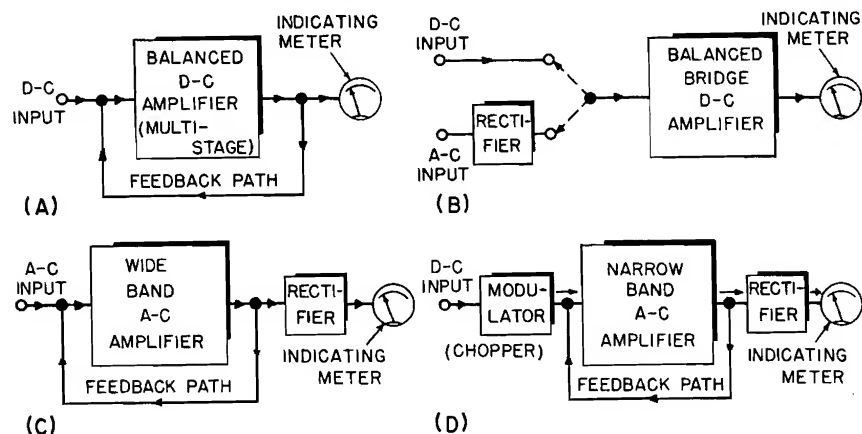 INDICATING
METER
BALANCED
D-C
AMPLIFIER
(MULTI-
STAGE)
D-C
INPUT
FEEDBACK PATH
(A)
D-C
INPUT
RECTI-
FIER
A-C
INPUT
BALANCED
BRIDGE
D-C
AMPLIFIER
INDICATING
METER
(B)
A-C
INPUT
WIDE
BAND
A-C
AMPLIFIER
RECTI-
FIER
INDICATING
METER
FEEDBACK PATH
(C)
D-C
INPUT
MODU-
LATOR
(CHOPPER)
NARROW
BAND
A-C
AMPLIFIER
RECTI-
FIER
INDICATING
METER
FEEDBACK PATH
(D)